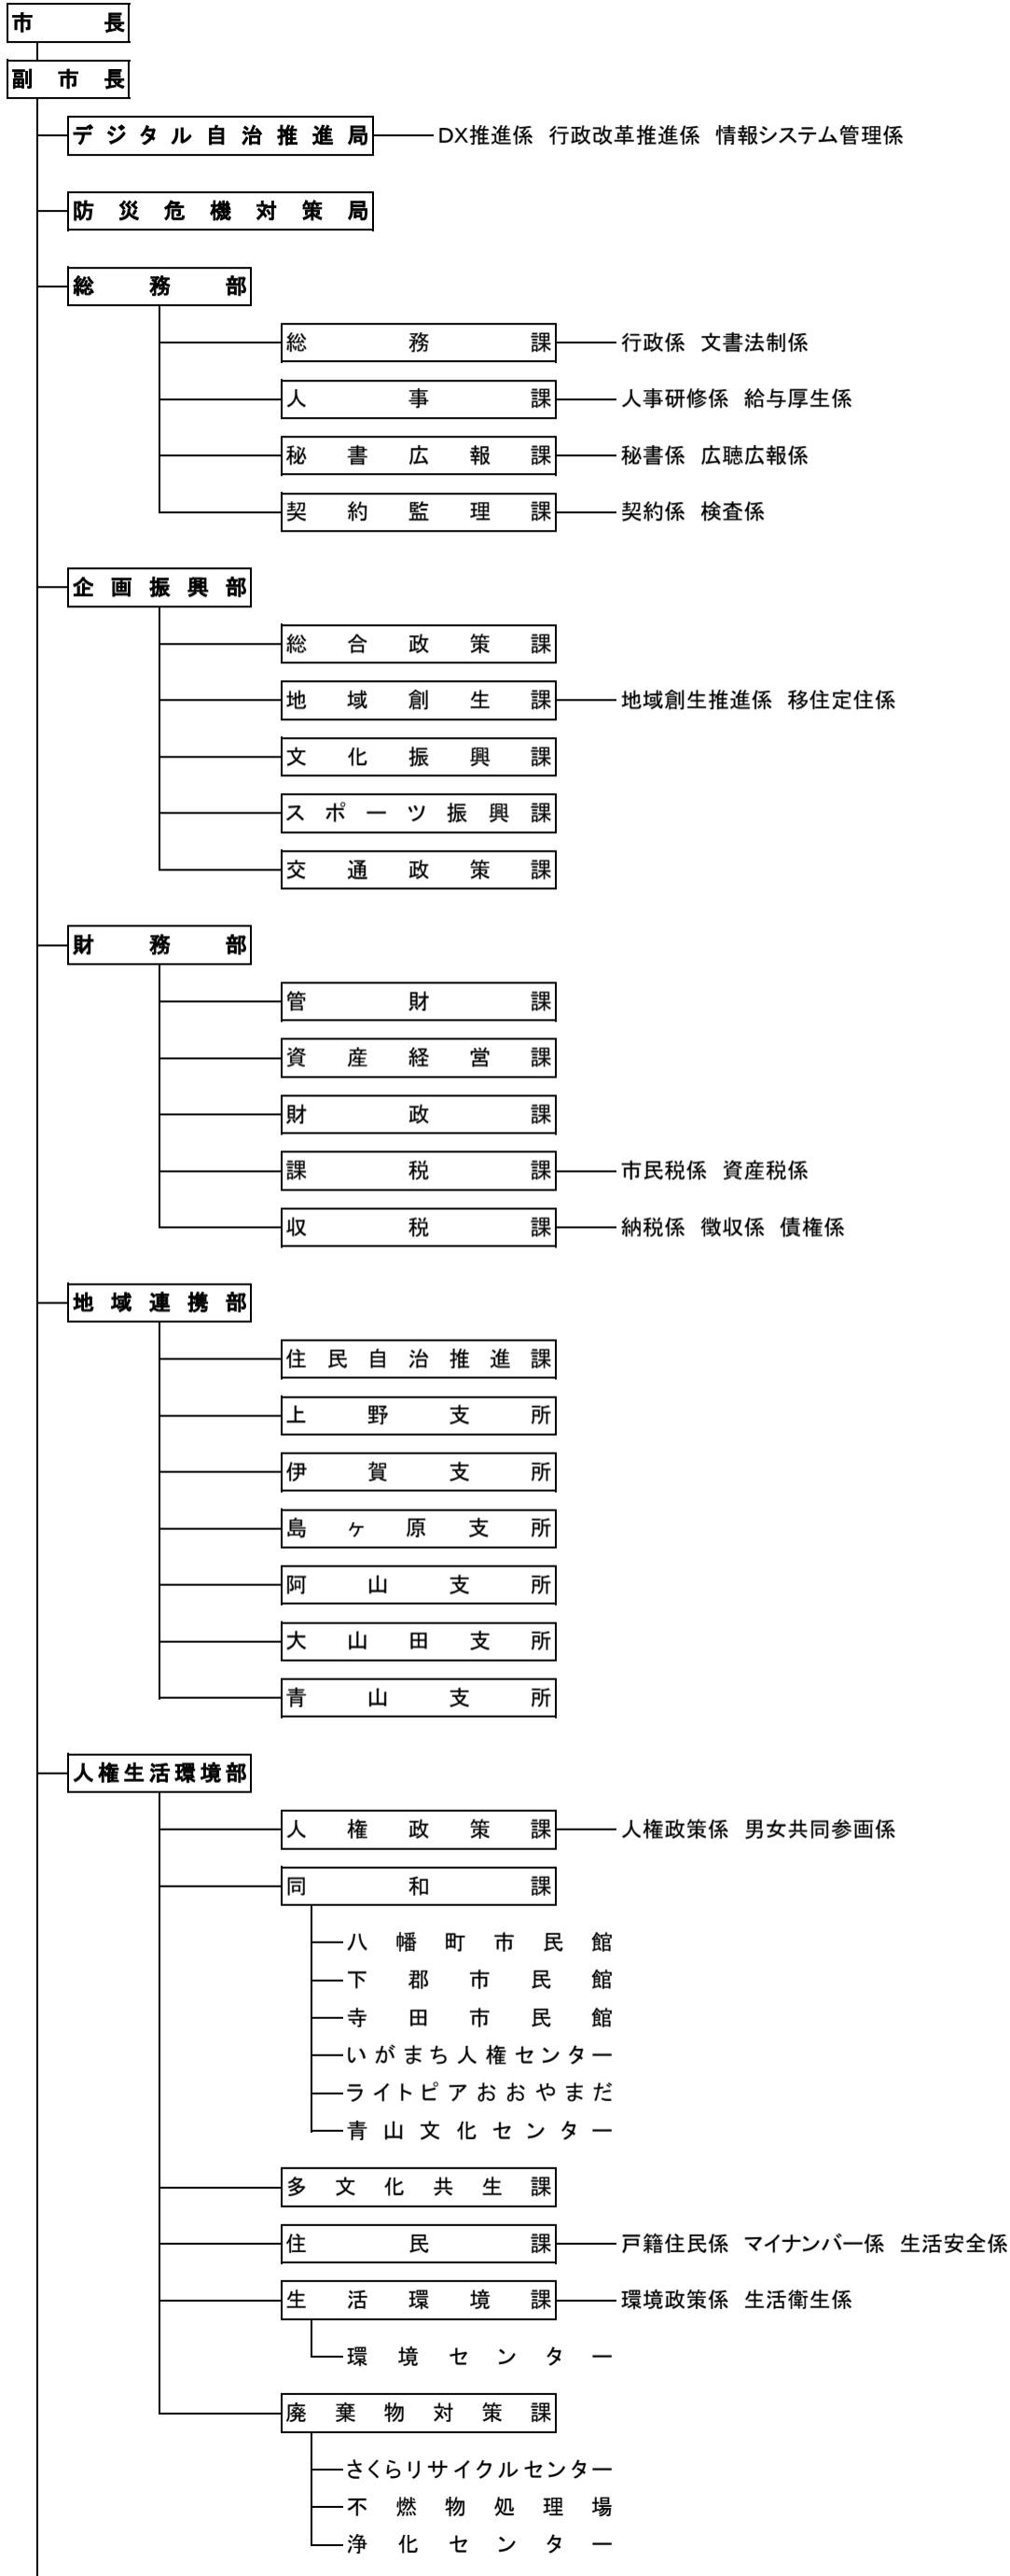 市長
副市長
デジタル自治推進局 DX推進係 行政改革推進係 情報システム管理係
防災危機対策局
総務部
総務課 行政係 文書法制係
人事課 人事研修係 給与厚生係
秘書広報課 秘書係 広聴広報係
契約監理課 契約係 検査係
企画振興部
総合政策課
地域創生課 地域創生推進係 移住定住係
文化振興課
スポーツ振興課
交通政策課
財務部
管財課
資産経営課
財政課
課税課 市民税係 資産税係
収税課 納税係 徴収係 債権係
地域連携部
住民自治推進課
上野支所
伊賀支所
島ヶ原支所
阿山支所
大山田支所
青山支所
人権生活環境部
人権政策課 人権政策係 男女共同参画係
同和課
八幡町市民館
下郡市民館
寺田市民館
いがまち人権センター
ライトピアおおやまだ
青山文化センター
多文化共生課
住民課 戸籍住民係 マイナンバー係 生活安全係
生活環境課 環境政策係 生活衛生係
環境センター
廃棄物対策課
さくらリサイクルセンター
不燃物処理場
浄化センター